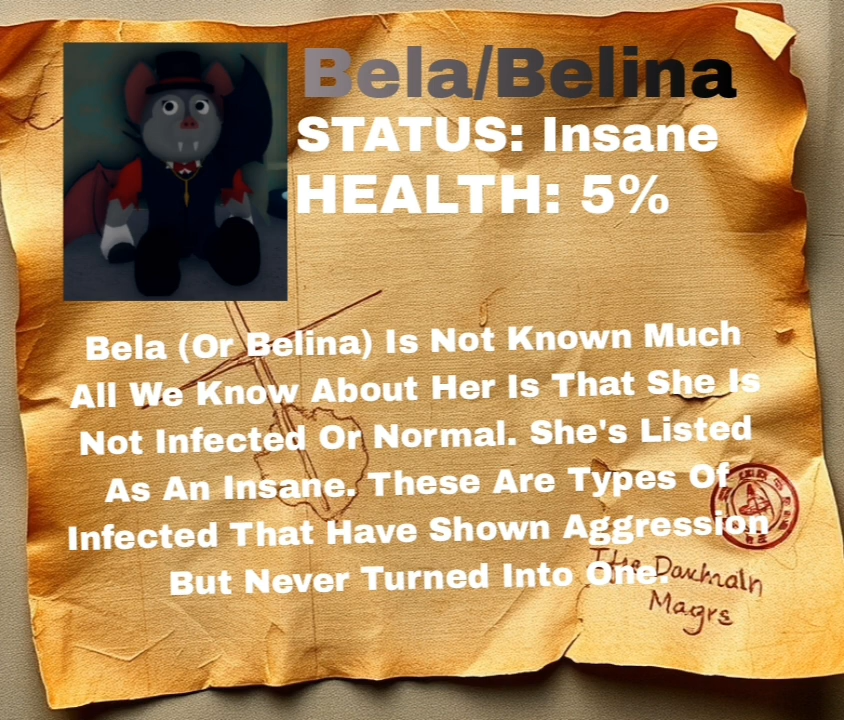 Bela/Belina
STATUS: Insane
HEALTH: 5%
Bela (Or Belina) Is Not Known Much
All We Know About Her Is That She Is
Not Infected Or Normal. She's Listed
As An Insane. These Are Types Of
Infected That Have Shown Aggression
But Never Turned Into One.
Magrs